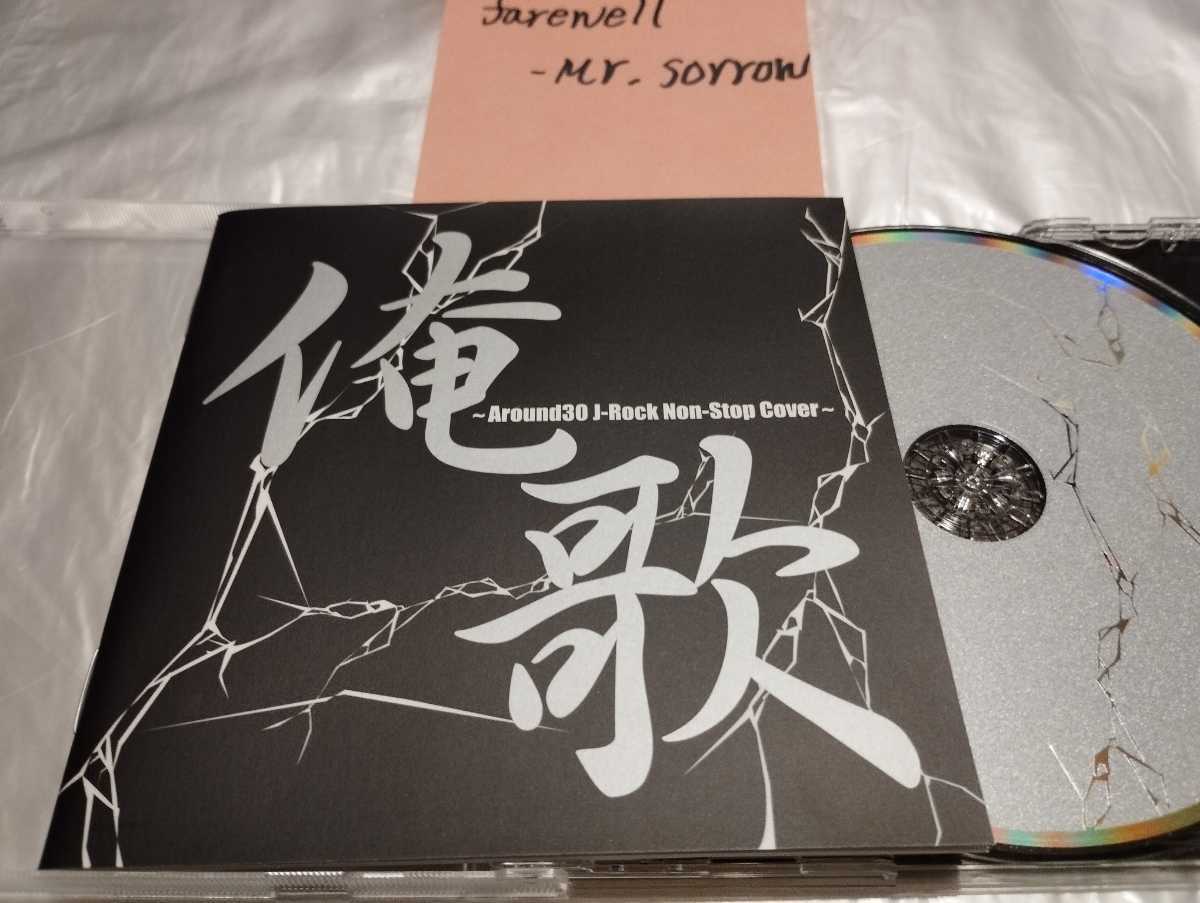 farewell
-Mr. sorrow
俺
~Around30 J-Rock Non-Stop Cover~
歌